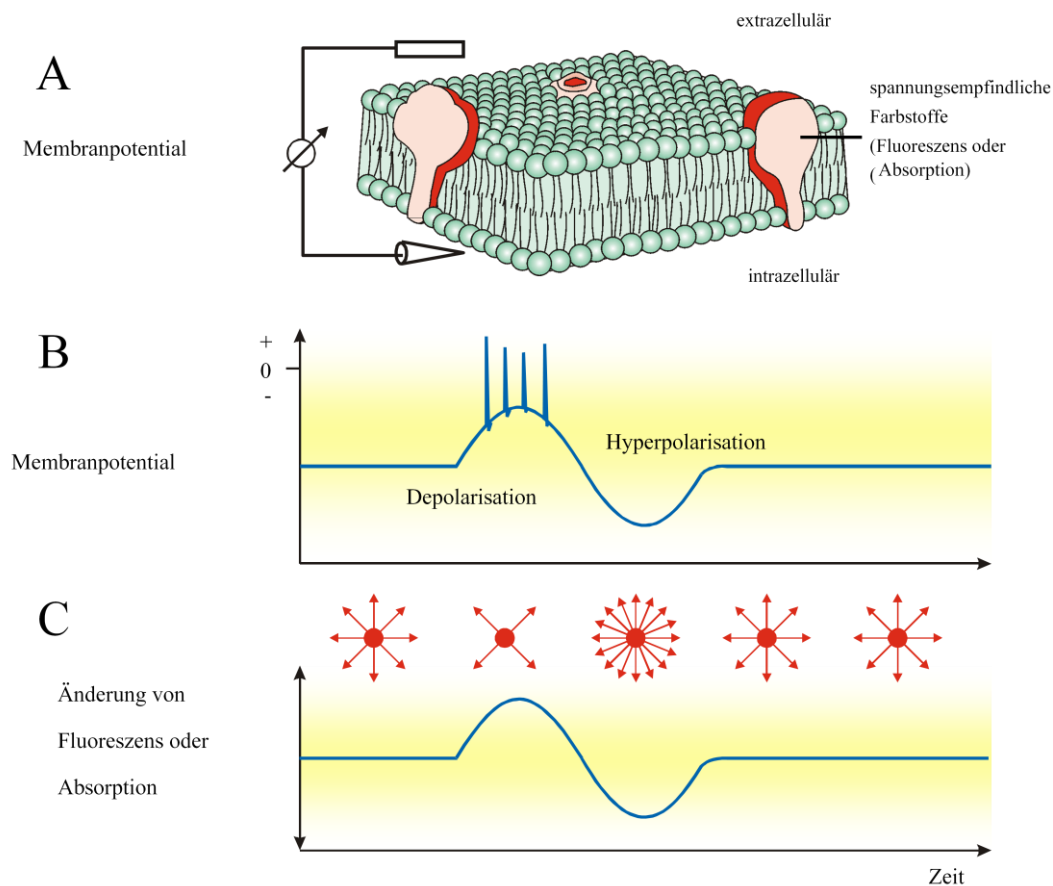 extrazellulär
A
spannungsempfindliche
Farbstoffe
(Fluoreszens oder
( Absorption)
Membranpotential
intrazellulär
B
+
0
-
Hyperpolarisation
Membranpotential
Depolarisation
C
Änderung von
Fluoreszens oder
Absorption
Zeit